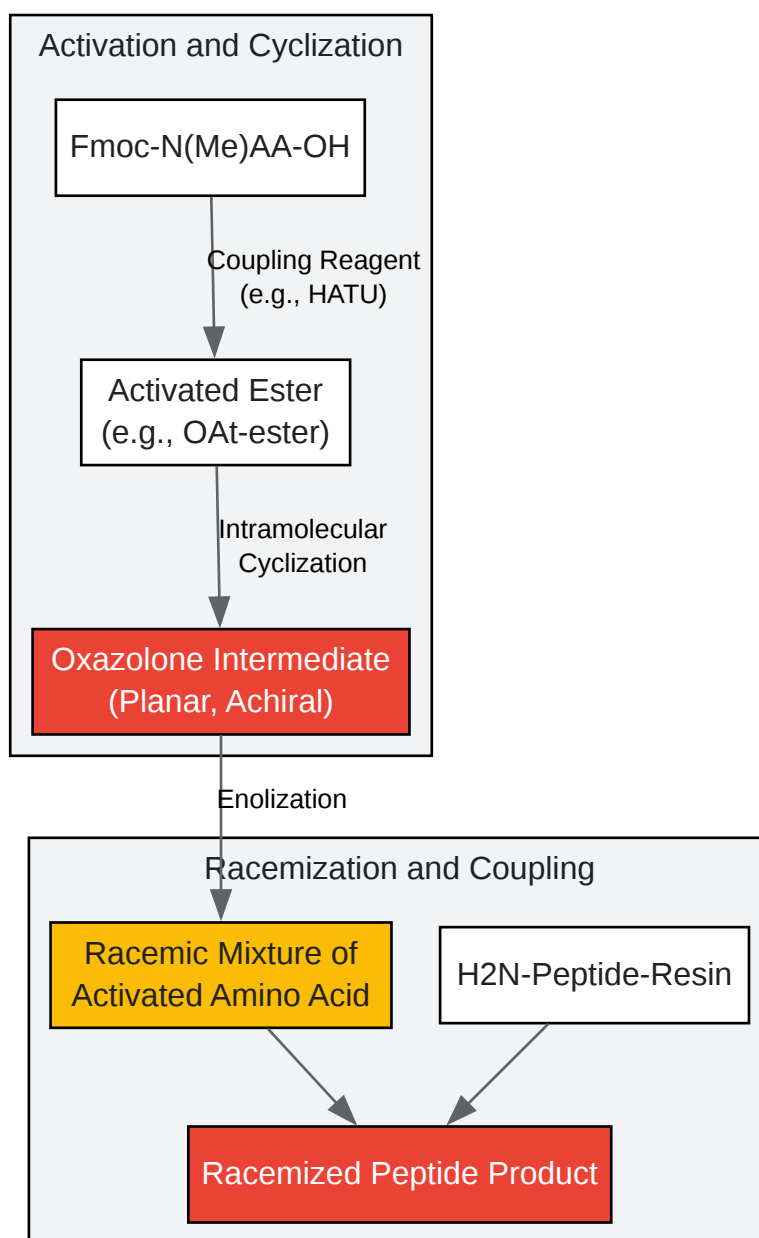 Activation and Cyclization
Fmoc-N(Me)AA-OH
Coupling Reagent
(e.g., HATU)
Activated Ester
(e.g., OAt-ester)
Intramolecular
Cyclization
Oxazolone Intermediate
(Planar, Achiral)
Enolization
Racemization and Coupling
Racemic Mixture of
Activated Amino Acid
H2N-Peptide-Resin
Racemized Peptide Product